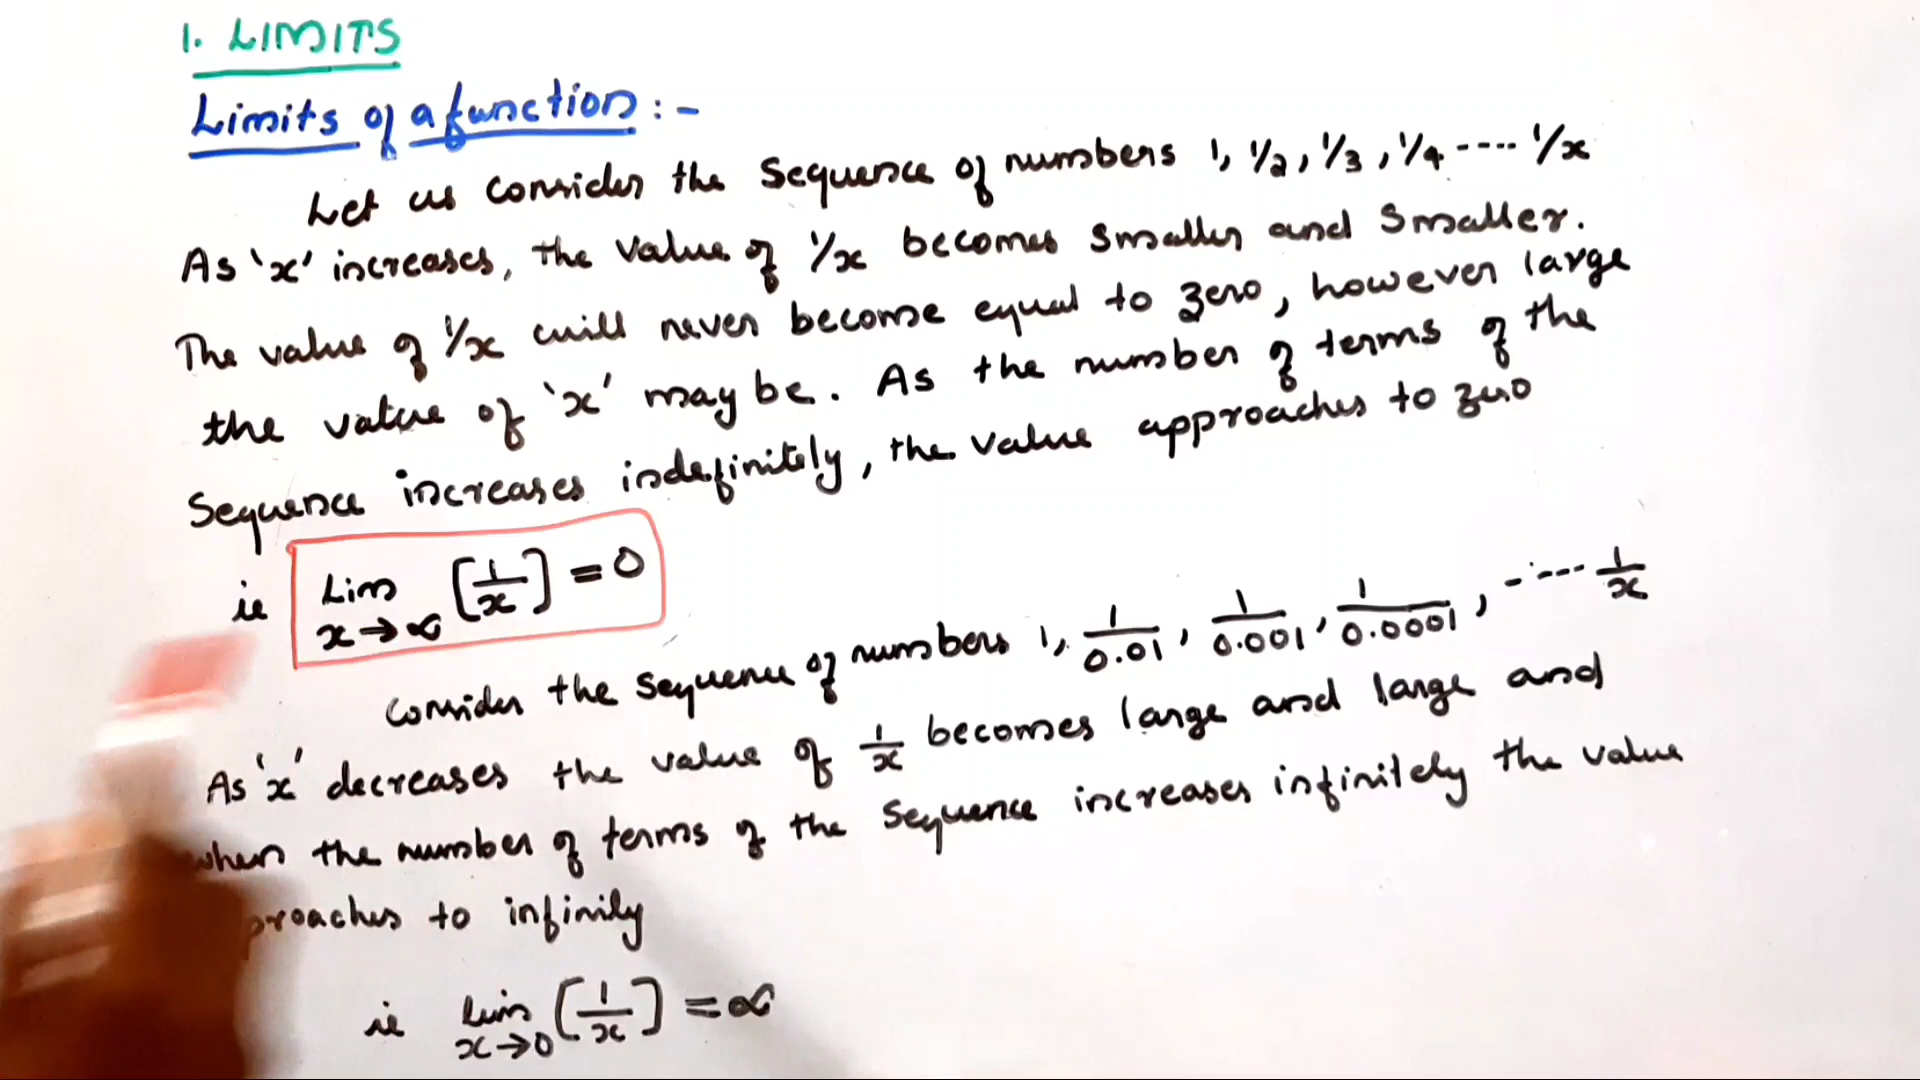 1. LIMITS
Limits of a function :-
Let us consider the sequence of numbers 1, 1/2, 1/3, 1/4 ---- 1/x
As 'x' increases, the value of 1/x becomes smaller and smaller.
The value of 1/x will never become equal to zero, however large
the value of 'x' may be. As the number of terms of the
sequence increases indefinitely, the value approaches to zero
ie Lim x→∞ [1/x] = 0
Consider the sequence of numbers 1, 1/0.01, 1/0.001, 1/0.0001, ----- 1/x
As 'x' decreases the value of 1/x becomes large and large and
when the number of terms of the sequence increases infinitely the value
proaches to infinity
ie lim x→0 [1/x] = ∞